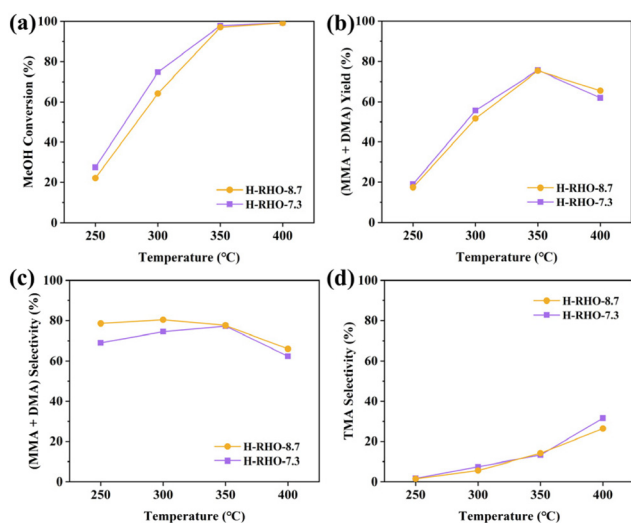 (a)
MeOH Conversion (%)
100
80
60
40
20
0
250 300 350 400
Temperature (℃)
H-RHO-8.7
H-RHO-7.3
(b)
(MMA + DMA) Yield (%)
100
80
60
40
20
0
250 300 350 400
Temperature (℃)
H-RHO-8.7
H-RHO-7.3
(c)
(MMA + DMA) Selectivity (%)
100
80
60
40
20
0
250 300 350 400
Temperature (℃)
H-RHO-8.7
H-RHO-7.3
(d)
TMA Selectivity (%)
100
80
60
40
20
0
250 300 350 400
Temperature (℃)
H-RHO-8.7
H-RHO-7.3